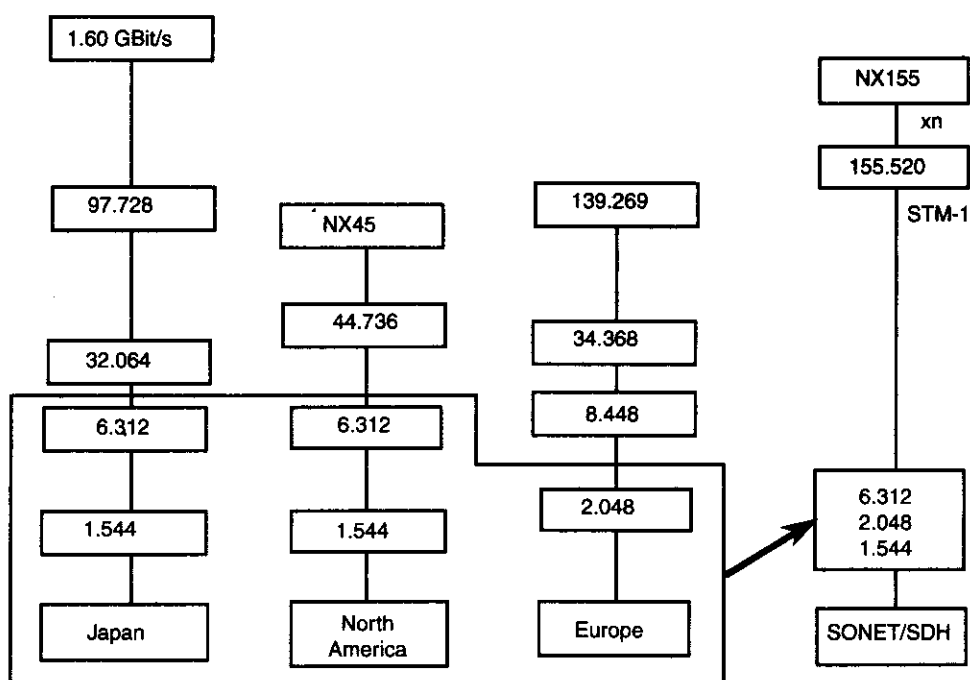 1.60 GBit/s
97.728
32.064
6.312
1.544
Japan
NX45
44.736
6.312
1.544
North
America
139.269
34.368
8.448
2.048
Europe
NX155
xn
155.520
STM-1
6.312
2.048
1.544
SONET/SDH